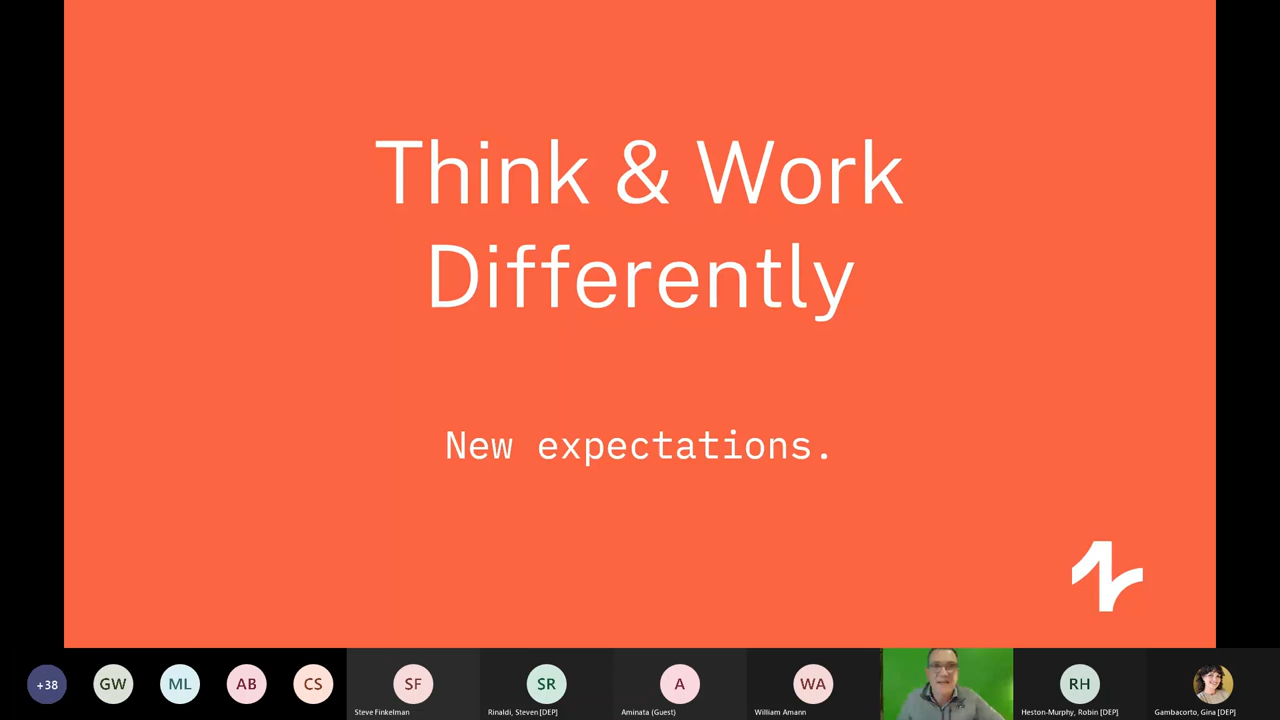 Think & Work
Differently
New expectations.
+38
GW
ML
AB
CS
SF
SR
A
WA
RH
Steve Finkelman
Rinaldi, Steven [DEP]
Aminata (Guest)
William Amann
Heston-Murphy, Robin [DEP]
Gambacorto, Gina [DEP]